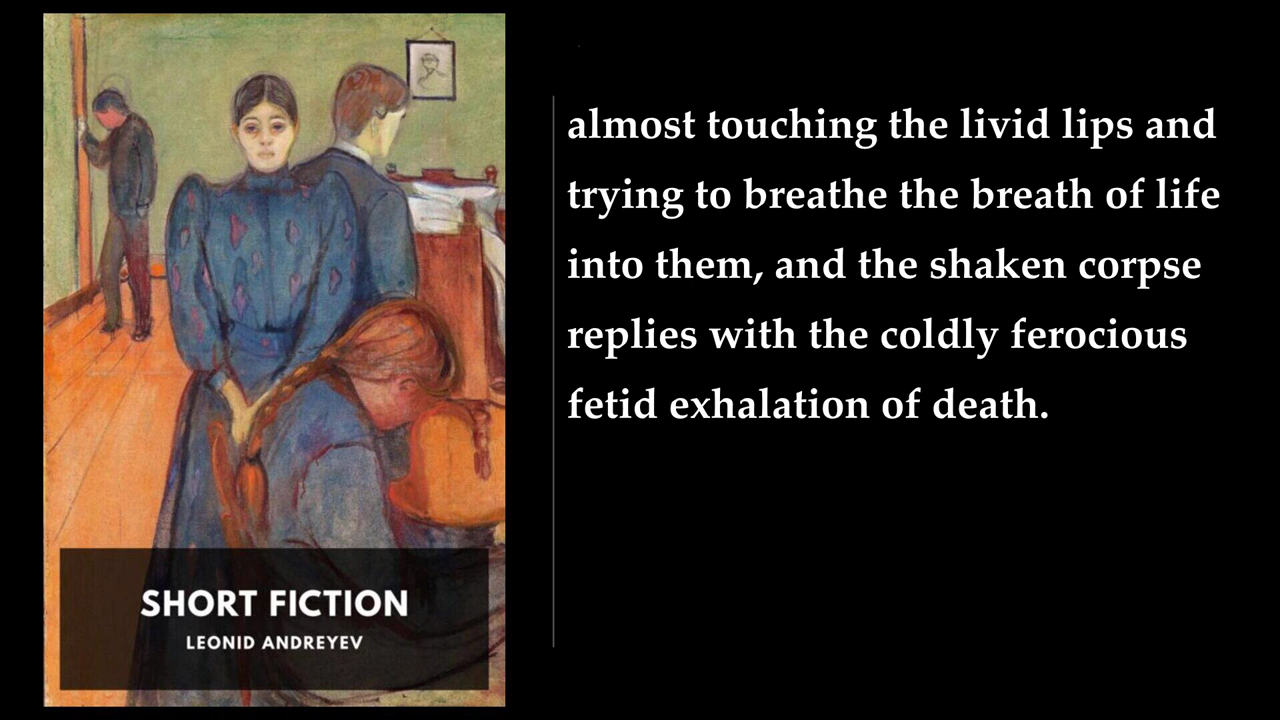 almost touching the livid lips and
trying to breathe the breath of life
into them, and the shaken corpse
replies with the coldly ferocious
fetid exhalation of death.
SHORT FICTION
LEONID ANDREYEV